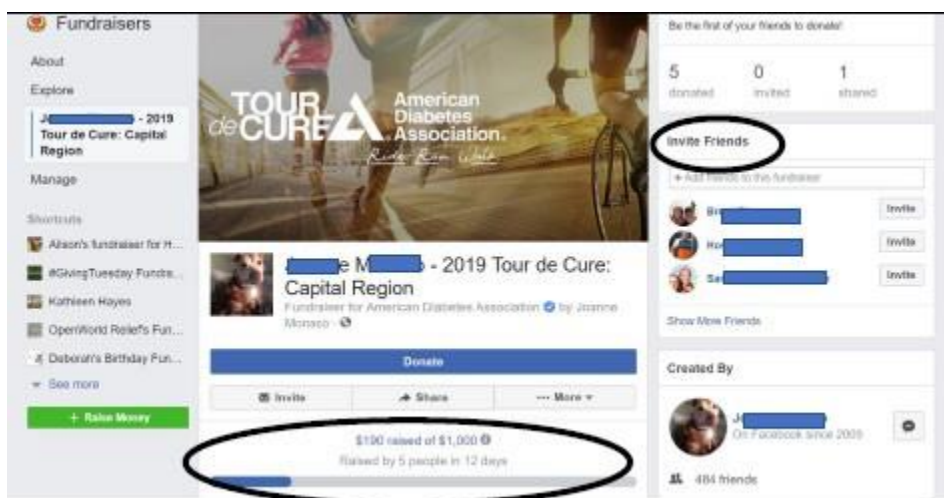 Fundraisers
About
Explore
- 2019
Tour de Cure: Capital
Region
Manage
Shortcuts
Alison's fundraiser for H...
#GivingTuesday Fundra...
Kathleen Hayes
OpenWorld Relief's Fun...
Deborah's Birthday Fun...
See more
+ Raise Money
TOUR
de CURE
American
Diabetes
Association.
Ride Run Walk
e M - 2019 Tour de Cure:
Capital Region
Fundraiser for American Diabetes Association by Joanne
Monaco
Donate
Invite
Share
More
$190 raised of $1,000
Raised by 5 people in 12 days
Be the first of your friends to donate!
5 0 1
donated invited shared
Invite Friends
+ Add friends to this fundraiser
Invite
Invite
Invite
Show More Friends
Created By
On Facebook since 2009
484 friends